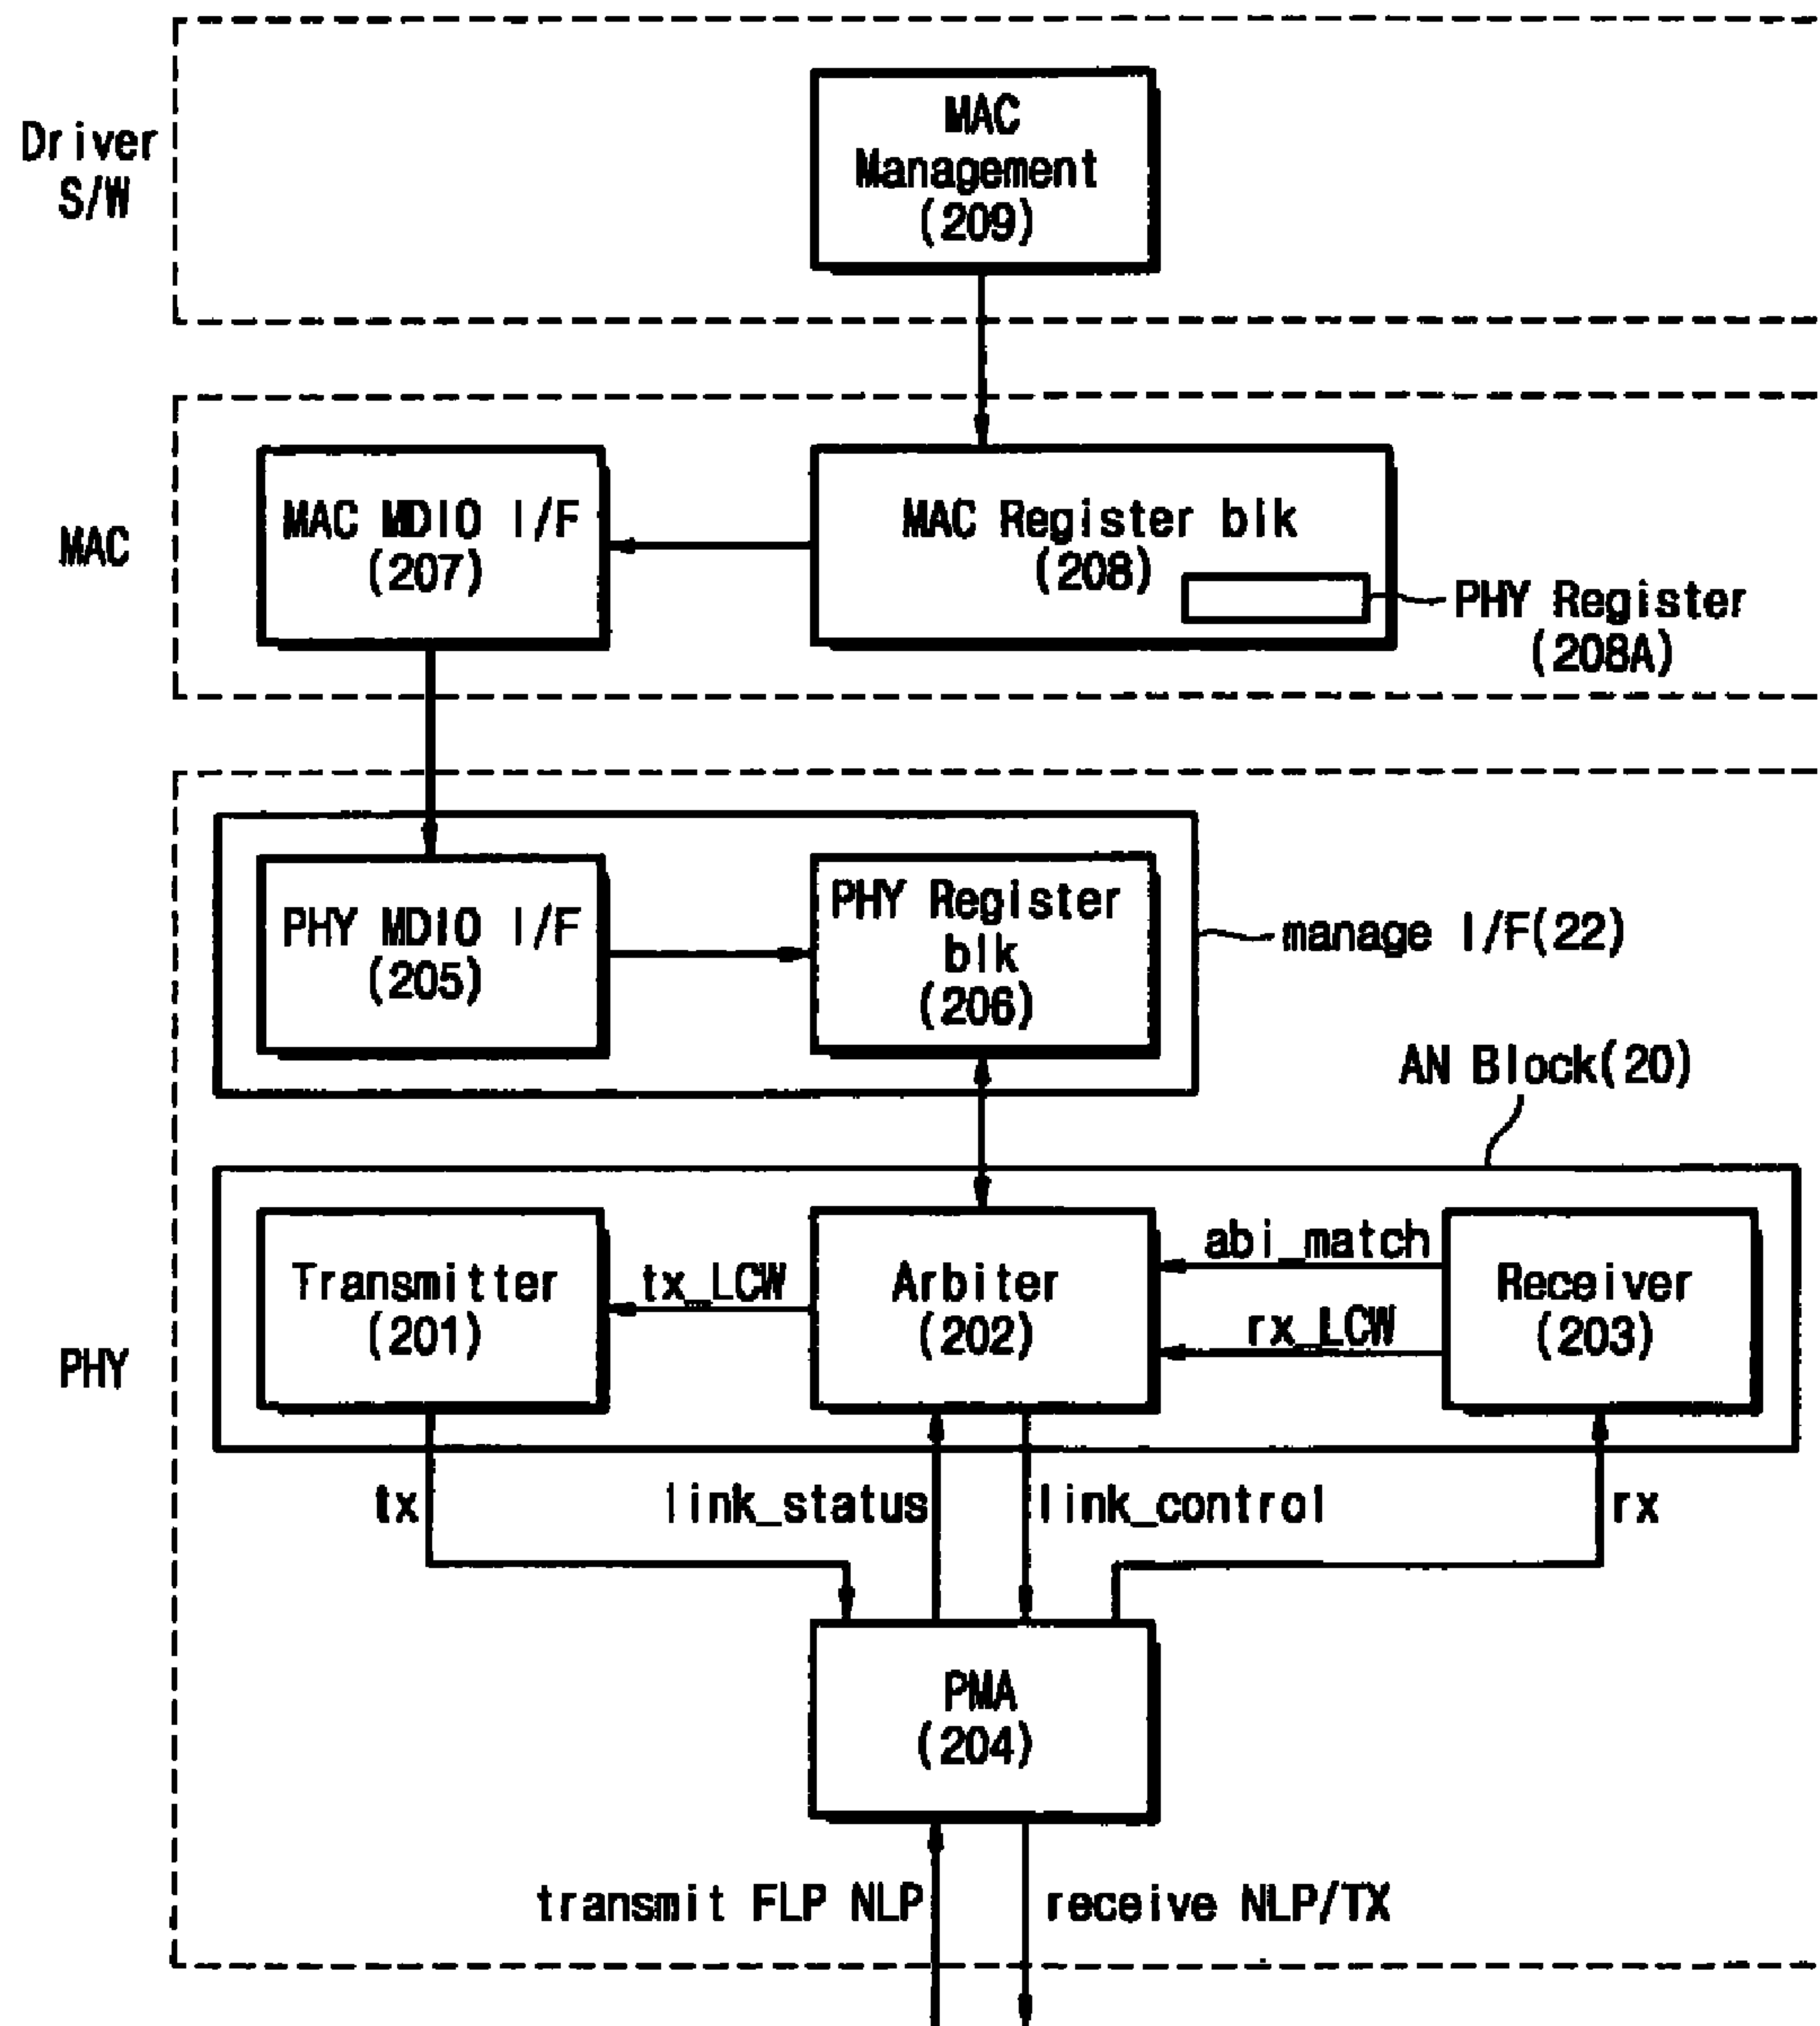 Driver
S/W
MAC
Management
(209)
MAC
MAC MDIO I/F
(207)
MAC Register blk
(208)
PHY Register
(208A)
PHY
PHY MDIO I/F
(205)
PHY Register
blk
(206)
manage I/F(22)
AN Block(20)
Transmitter
(201)
tx_LCW
Arbiter
(202)
abi_match
rx_LCW
Receiver
(203)
tx
link_status
link_control
rx
PMA
(204)
transmit FLP NLP
receive NLP/TX